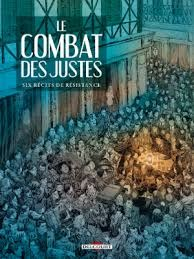 LE
COMBAT
DES JUSTES
SIX RÉCITS DE RÉSISTANCE
DELCOURT